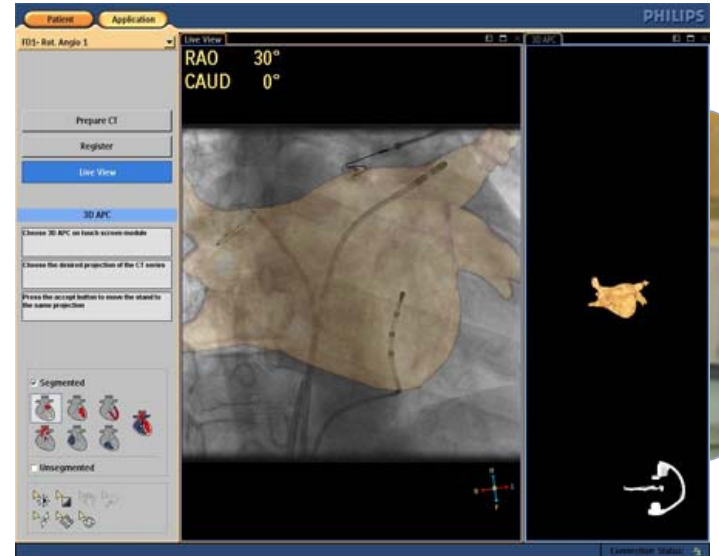 Patient
Application
PHILIPS
F01- Rot. Angio 1
Live View
3D APC
RAO 30°
CAUD 0°
Prepare CT
Register
Live View
3D APC
Choose 3D APC on touch screen module
Choose the desired projection of the CT series
Press the accept button to move the stand to
the same projection
Segmented
Unsegmented
Connection Status: